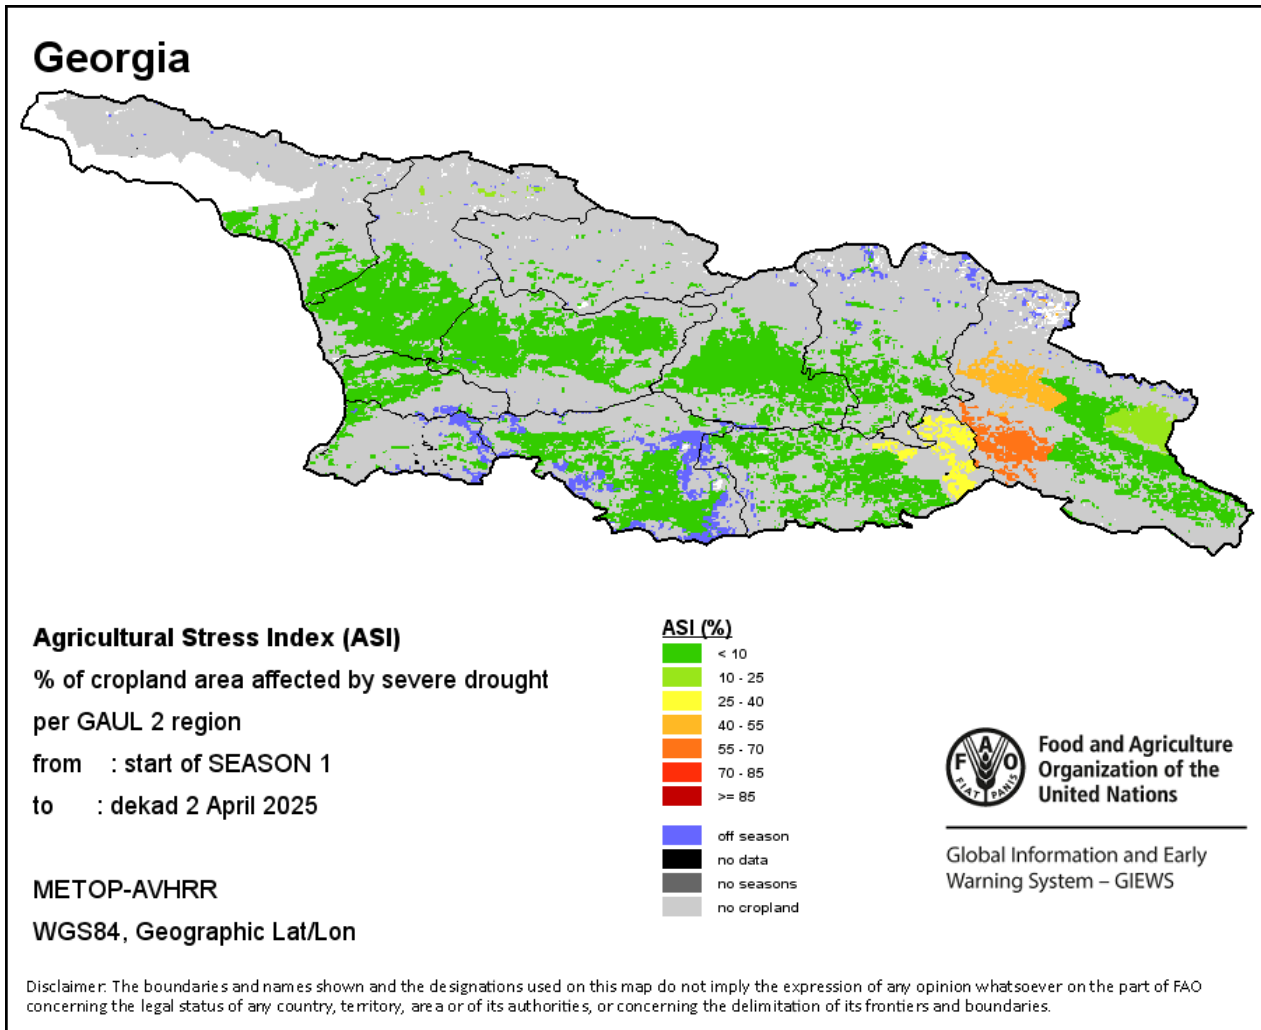 Georgia
Agricultural Stress Index (ASI)
% of cropland area affected by severe drought
per GAUL 2 region
from : start of SEASON 1
to : dekad 2 April 2025
METOP-AVHRR
WGS84, Geographic Lat/Lon
ASI (%)
< 10
10 - 25
25 - 40
40 - 55
55 - 70
70 - 85
>= 85
off season
no data
no seasons
no cropland
F A O
FIAT PANIS
Food and Agriculture
Organization of the
United Nations
Global Information and Early
Warning System – GIEWS
Disclaimer: The boundaries and names shown and the designations used on this map do not imply the expression of any opinion whatsoever on the part of FAO
concerning the legal status of any country, territory, area or of its authorities, or concerning the delimitation of its frontiers and boundaries.